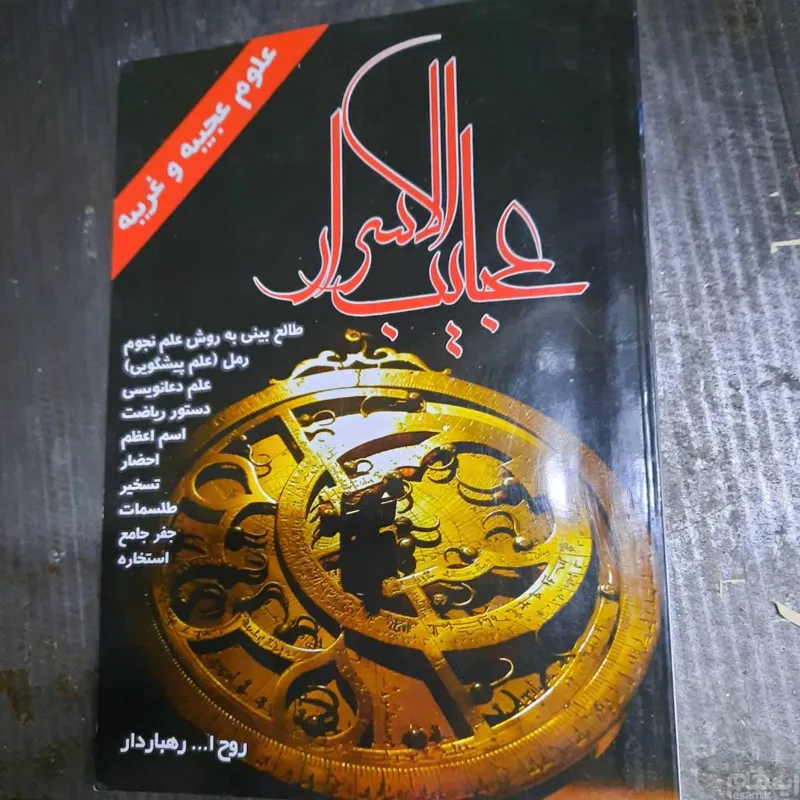 علوم عجیبه و غریبه
عجایب الاسرار
طالع بینی به روش علم نجوم
رمل (علم پیشگویی)
علم دعانویسی
دستور ریاضت
اسم اعظم
احضار
تسخیر
طلسمات
جفر جامع
استخاره
روح ا... رهباردار